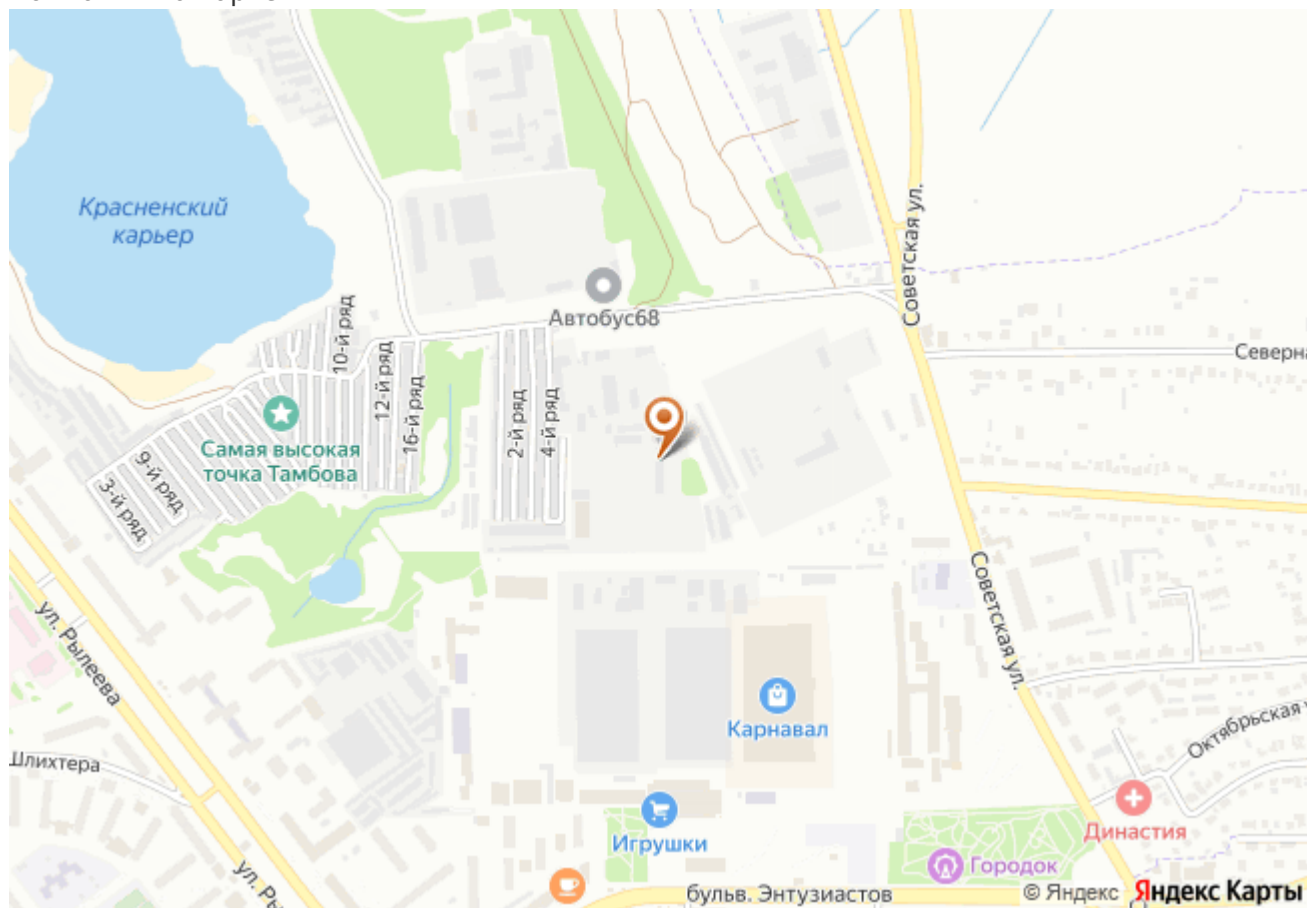 Красненский
карьер
Советская ул.
Автобус68
10-й ряд
12-й ряд
16-й ряд
2-й ряд
4-й ряд
Северна
Самая высокая
точка Тамбова
9-й ряд
3-й ряд
Советская ул.
ул. Рылеева
Карнавал
Октябрьская
Шлихтера
Династия
Игрушки
Городок
ул. Ры
бульв. Энтузиастов
© Яндекс Яндекс Карты